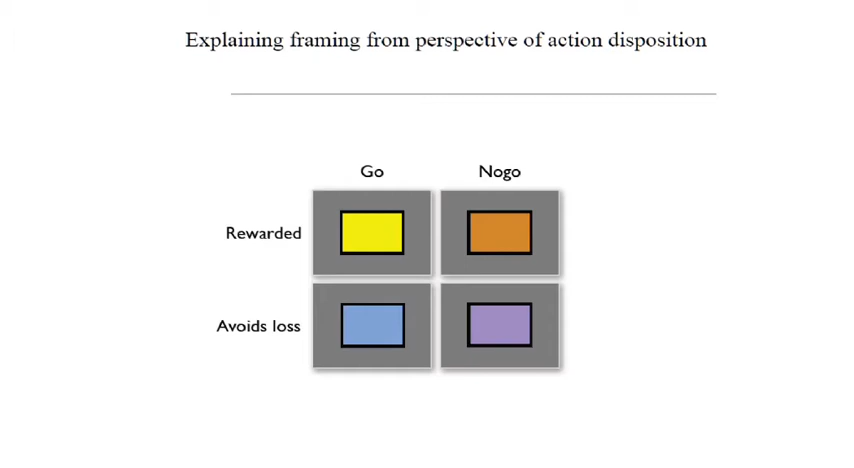 Explaining framing from perspective of action disposition
Go Nogo
Rewarded
Avoids loss